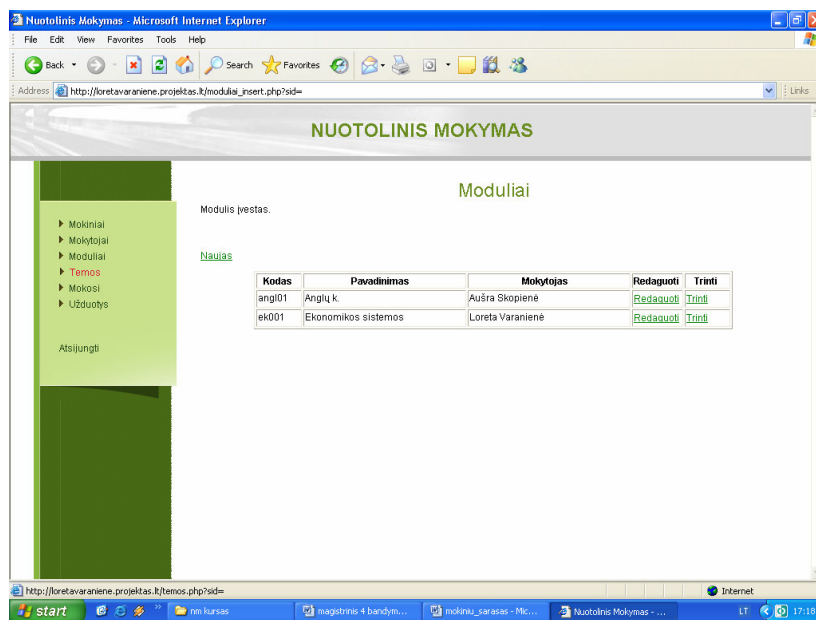 Nuotolinis Mokymas - Microsoft Internet Explorer
File Edit View Favorites Tools Help
Back Search Favorites
Address http://loretavaraniene.projektas.lt/moduliai_insert.php?sid= Links
NUOTOLINIS MOKYMAS
Moduliai
Modulis įvestas.
Mokiniai
Mokytojai
Moduliai
Temos
Mokosi
Užduotys
Atsijungti
Naujas
Kodas Pavadinimas Mokytojas Redaguoti Trinti
angl01 Anglų k. Aušra Skopienė Redaguoti Trinti
ek001 Ekonomikos sistemos Loreta Varanienė Redaguoti Trinti
http://loretavaraniene.projektas.lt/temos.php?sid= Internet
start nm kursas magistrinis 4 bandym... mokiniu_sarasas - Mic... Nuotolinis Mokymas - ... LT 17:18